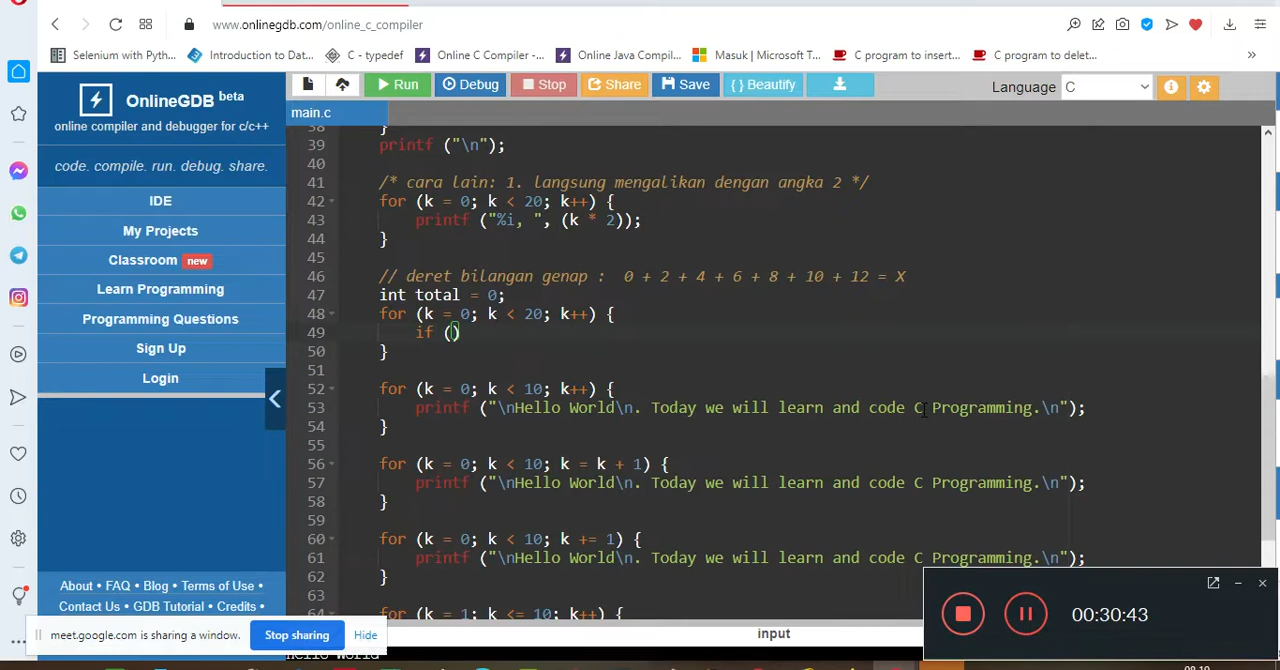 www.onlinegdb.com/online_c_compiler
Selenium with Pyth... Introduction to Dat... C - typedef Online C Compiler -... Online Java Compil... Masuk | Microsoft T... C program to insert... C program to delet... »
OnlineGDB beta
online compiler and debugger for c/c++
code. compile. run. debug. share.
IDE
My Projects
Classroom new
Learn Programming
Programming Questions
Sign Up
Login
About • FAQ • Blog • Terms of Use •
Contact Us • GDB Tutorial • Credits •
Run Debug Stop Share Save { } Beautify Language C
main.c
38 }
39 printf ("\n");
40
41 /* cara lain: 1. langsung mengalikan dengan angka 2 */
42 for (k = 0; k < 20; k++) {
43 printf ("%i, ", (k * 2));
44 }
45
46 // deret bilangan genap : 0 + 2 + 4 + 6 + 8 + 10 + 12 = X
47 int total = 0;
48 for (k = 0; k < 20; k++) {
49 if ()
50 }
51
52 for (k = 0; k < 10; k++) {
53 printf ("\nHello World\n. Today we will learn and code C Programming.\n");
54 }
55
56 for (k = 0; k < 10; k = k + 1) {
57 printf ("\nHello World\n. Today we will learn and code C Programming.\n");
58 }
59
60 for (k = 0; k < 10; k += 1) {
61 printf ("\nHello World\n. Today we will learn and code C Programming.\n");
62 }
63
64 for (k = 1; k <= 10; k++) {
input
Hello World
meet.google.com is sharing a window. Stop sharing Hide
00:30:43
08.19